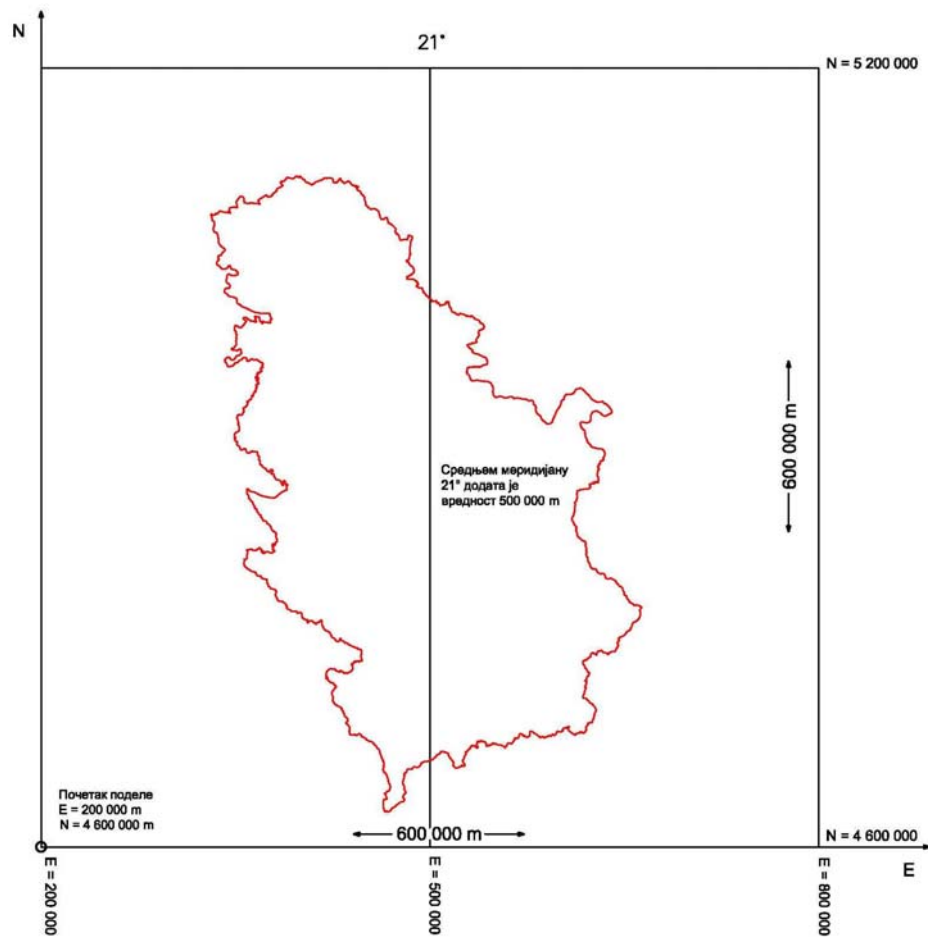 N
21°
N = 5 200 000
600 000 m
Средњем меридијану
21° додата је
вредност 500 000 m
Почетак поделе
E = 200 000 m
N = 4 600 000 m
600 000 m
N = 4 600 000
E
E = 200 000
E = 500 000
E = 800 000